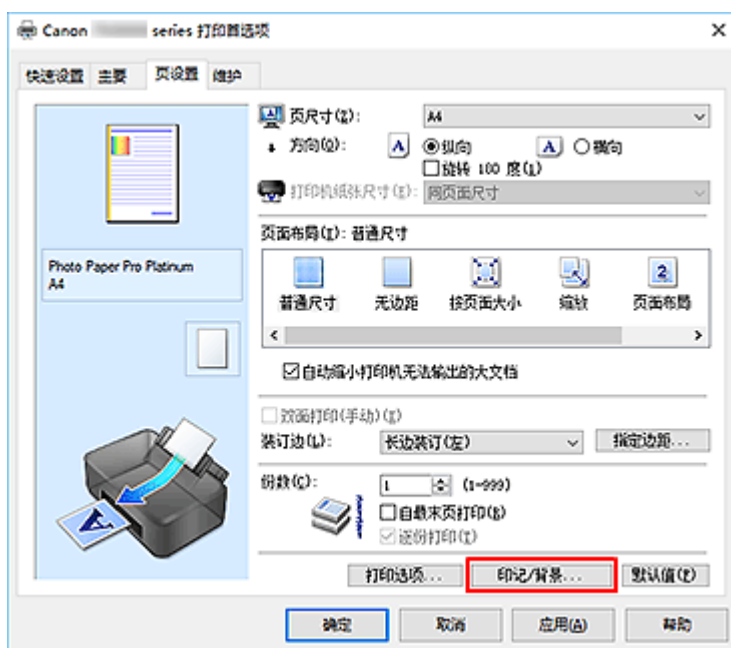 Canon series 打印首选项
快速设置 主要 页设置 维护
页尺寸(Z): A4
方向(O): A 纵向 A 横向
旋转 180 度(1)
打印机纸张尺寸(E): 同页面尺寸
页面布局(I): 普通尺寸
Photo Paper Pro Platinum
A4
普通尺寸 无边距 按页面大小 缩放 页面布局
自动缩小打印机无法输出的大文档
双面打印(手动)(X)
装订边(L): 长边装订(左) 指定边距...
份数(C): 1 (1-999)
自最末页打印(R)
逐份打印(T)
打印选项... 印记/背景... 默认值(F)
确定 取消 应用(A) 帮助